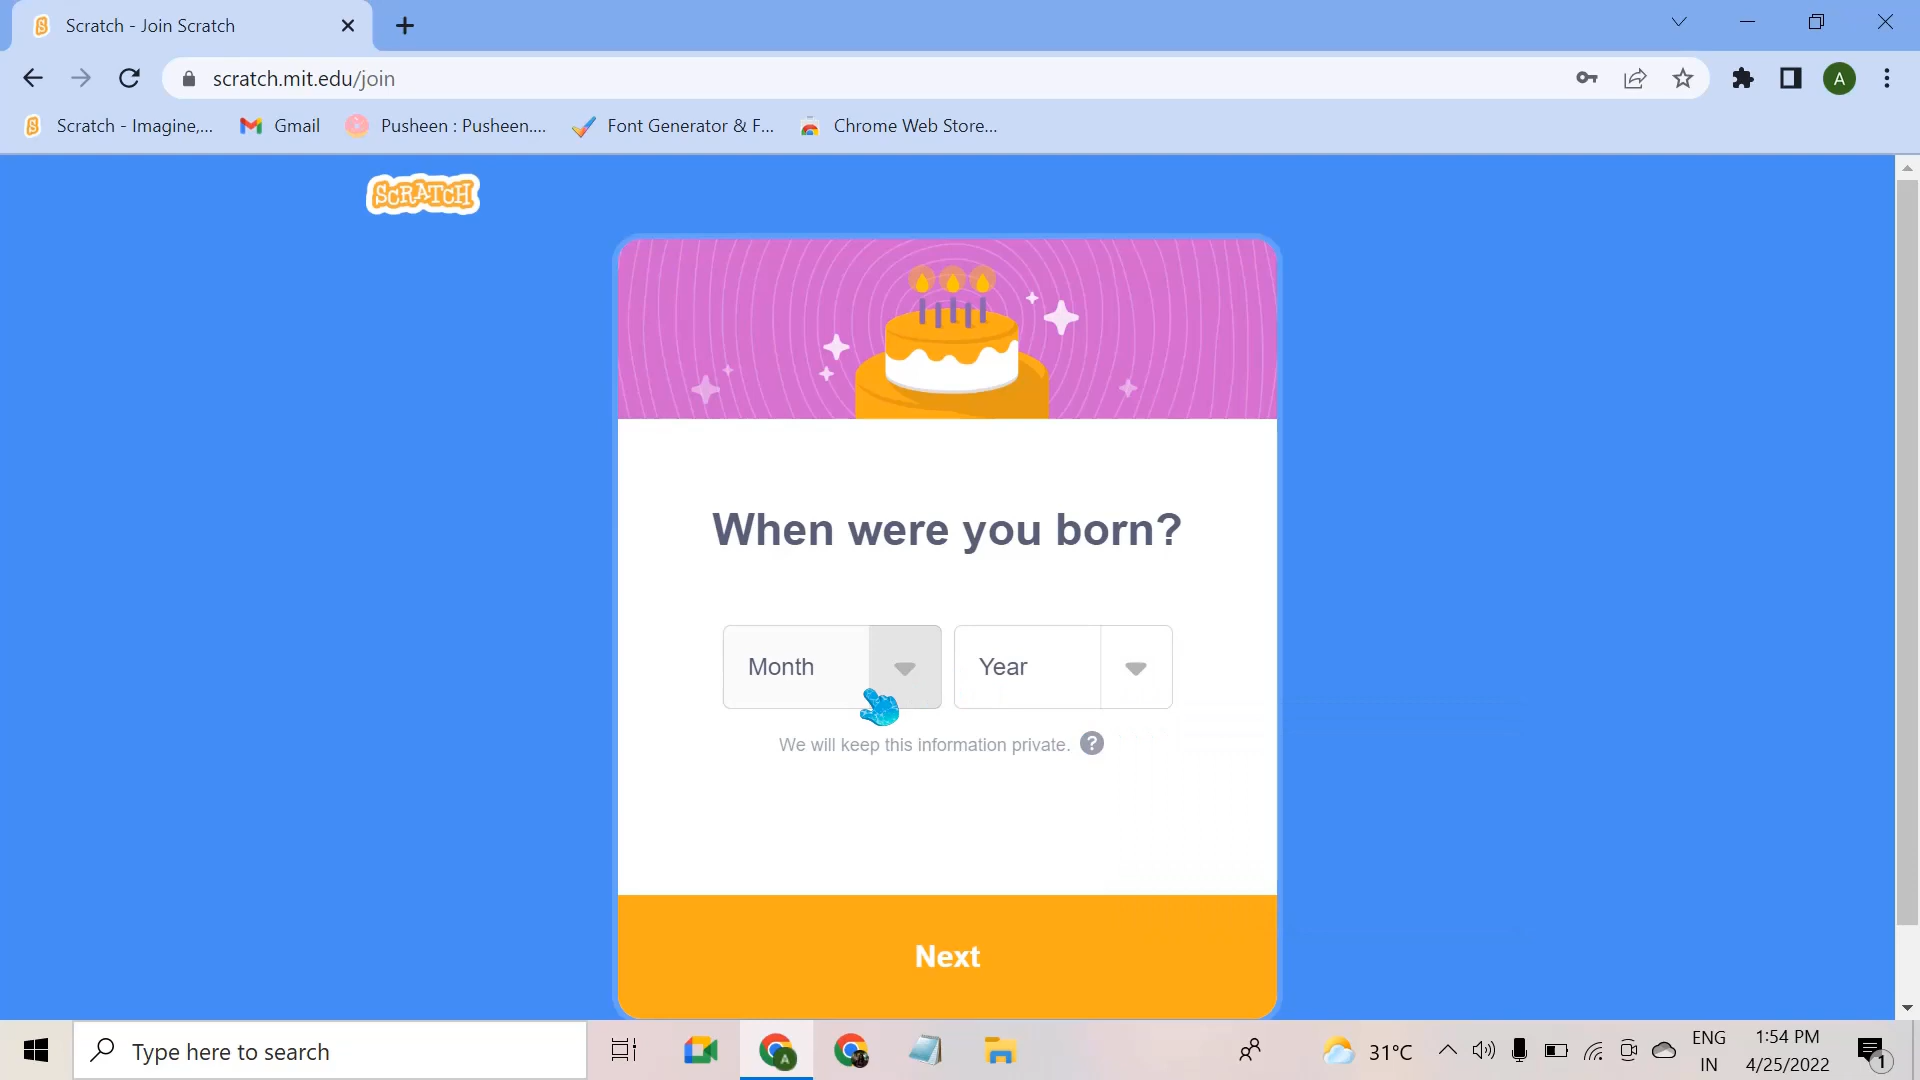 Scratch - Join Scratch
scratch.mit.edu/join
A
Scratch - Imagine,...
Gmail
Pusheen : Pusheen....
Font Generator & F...
Chrome Web Store...
SCRATCH
When were you born?
Month
Year
We will keep this information private. ?
Next
Type here to search
A
31°C
ENG
IN
1:54 PM
4/25/2022
1